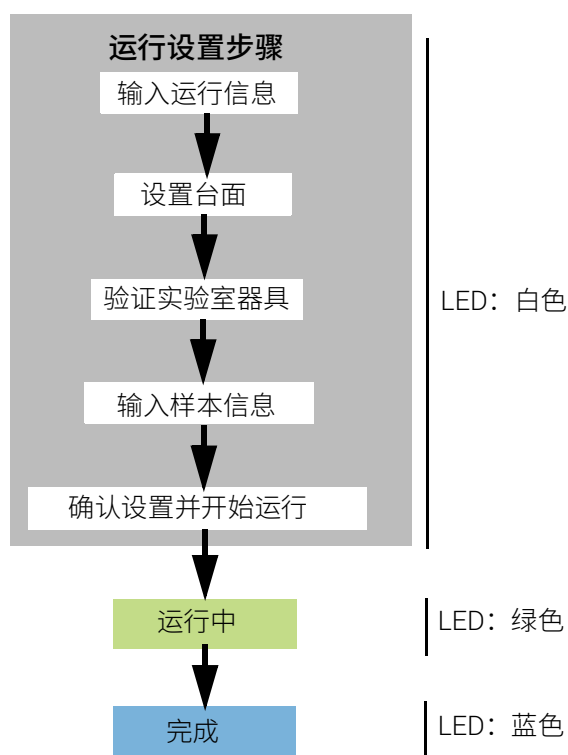 运行设置步骤
输入运行信息
设置台面
验证实验室器具
LED：白色
输入样本信息
确认设置并开始运行
运行中
LED：绿色
完成
LED：蓝色